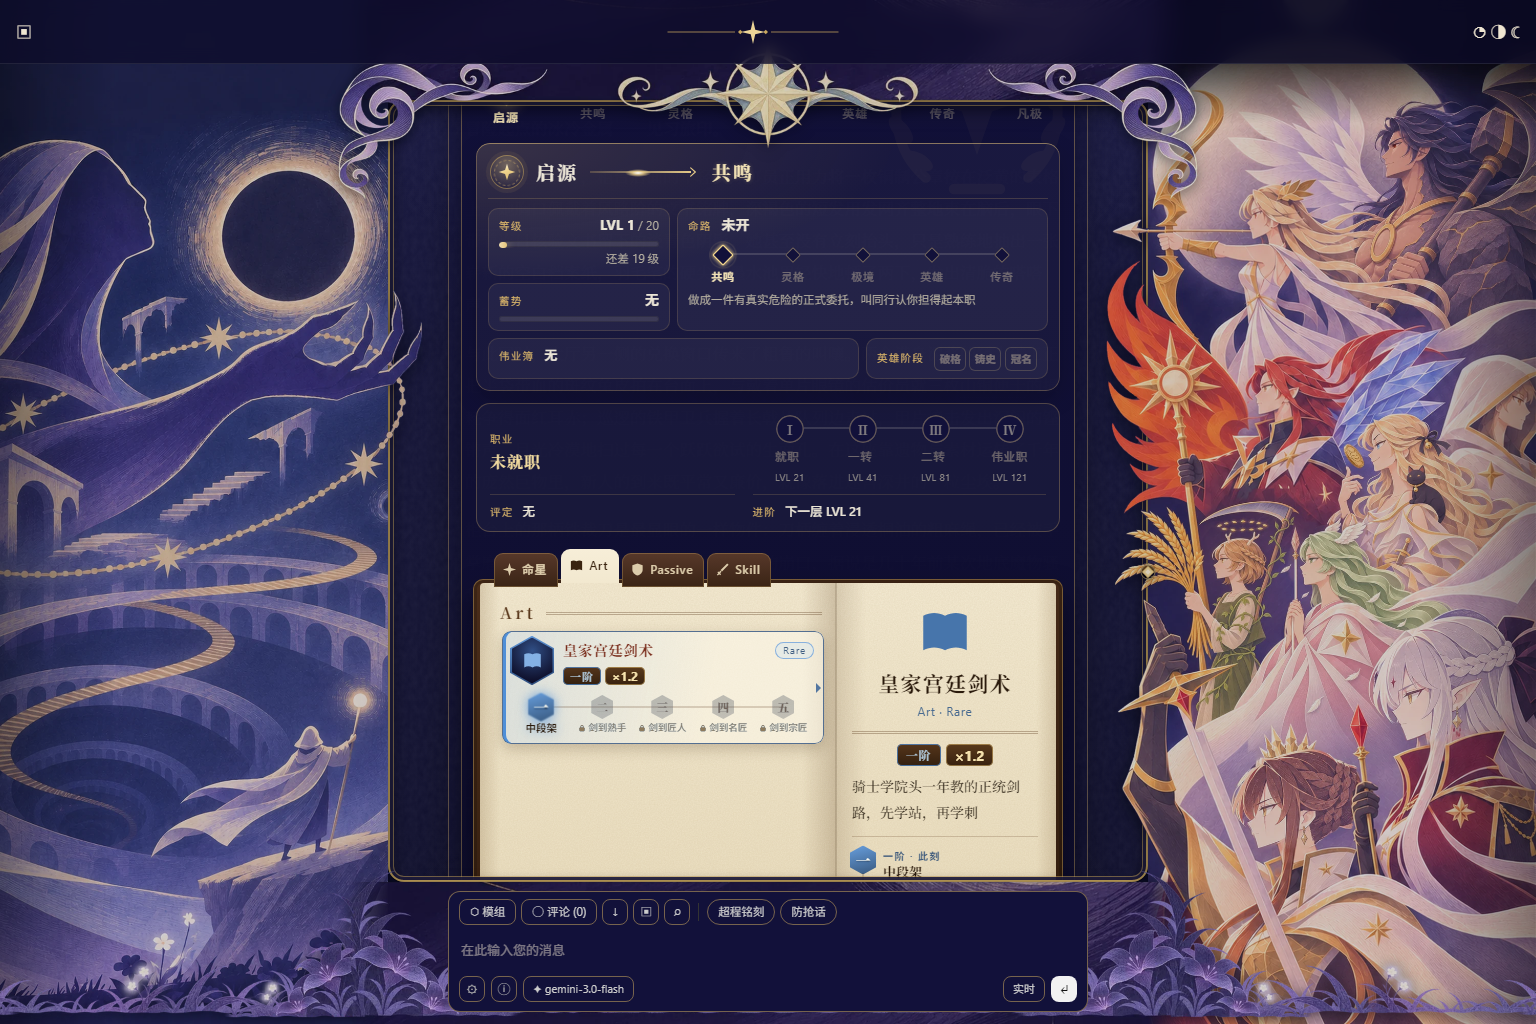 启源 共鸣 灵格 英雄 传奇 凡极
启源 共鸣
等级 LVL 1 / 20
还差 19 级
蓄势 无
命路 未开
共鸣 灵格 极境 英雄 传奇
做成一件有真实危险的正式委托，叫同行认你担得起本职
伟业簿 无
英雄阶段 破格 铸史 冠名
职业
未就职
I II III IV
就职 一转 二转 伟业职
LVL 21 LVL 41 LVL 81 LVL 121
评定 无
进阶 下一层 LVL 21
命星 Art Passive Skill
Art
皇家宫廷剑术 Rare
一阶 ×1.2
一 二 三 四 五
中段架 剑到熟手 剑到匠人 剑到名匠 剑到宗匠
皇家宫廷剑术
Art · Rare
一阶 ×1.2
骑士学院头一年教的正统剑
路，先学站，再学刺
一 一阶 · 此刻
中段架
模组 评论 (0) 超程铭刻 防抢话
在此输入您的消息
gemini-3.0-flash 实时